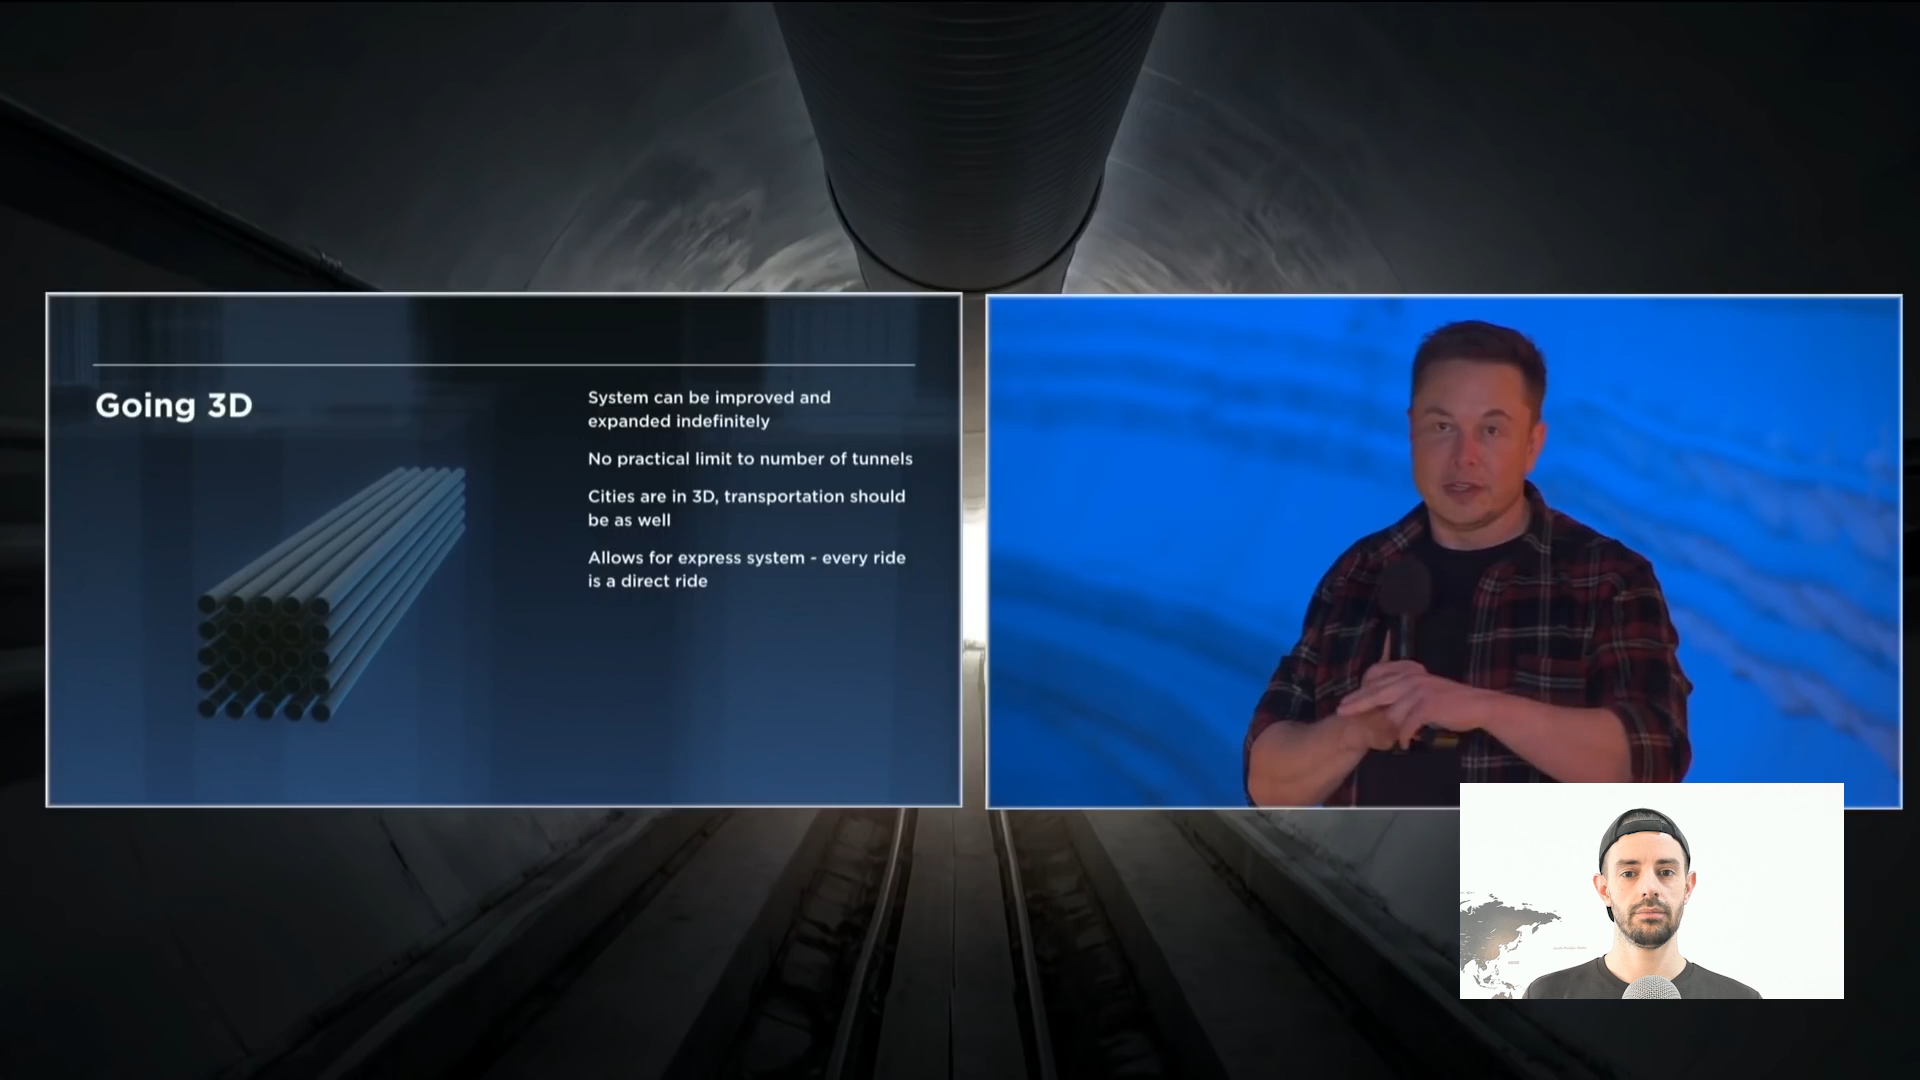 Going 3D
System can be improved and
expanded indefinitely
No practical limit to number of tunnels
Cities are in 3D, transportation should
be as well
Allows for express system - every ride
is a direct ride